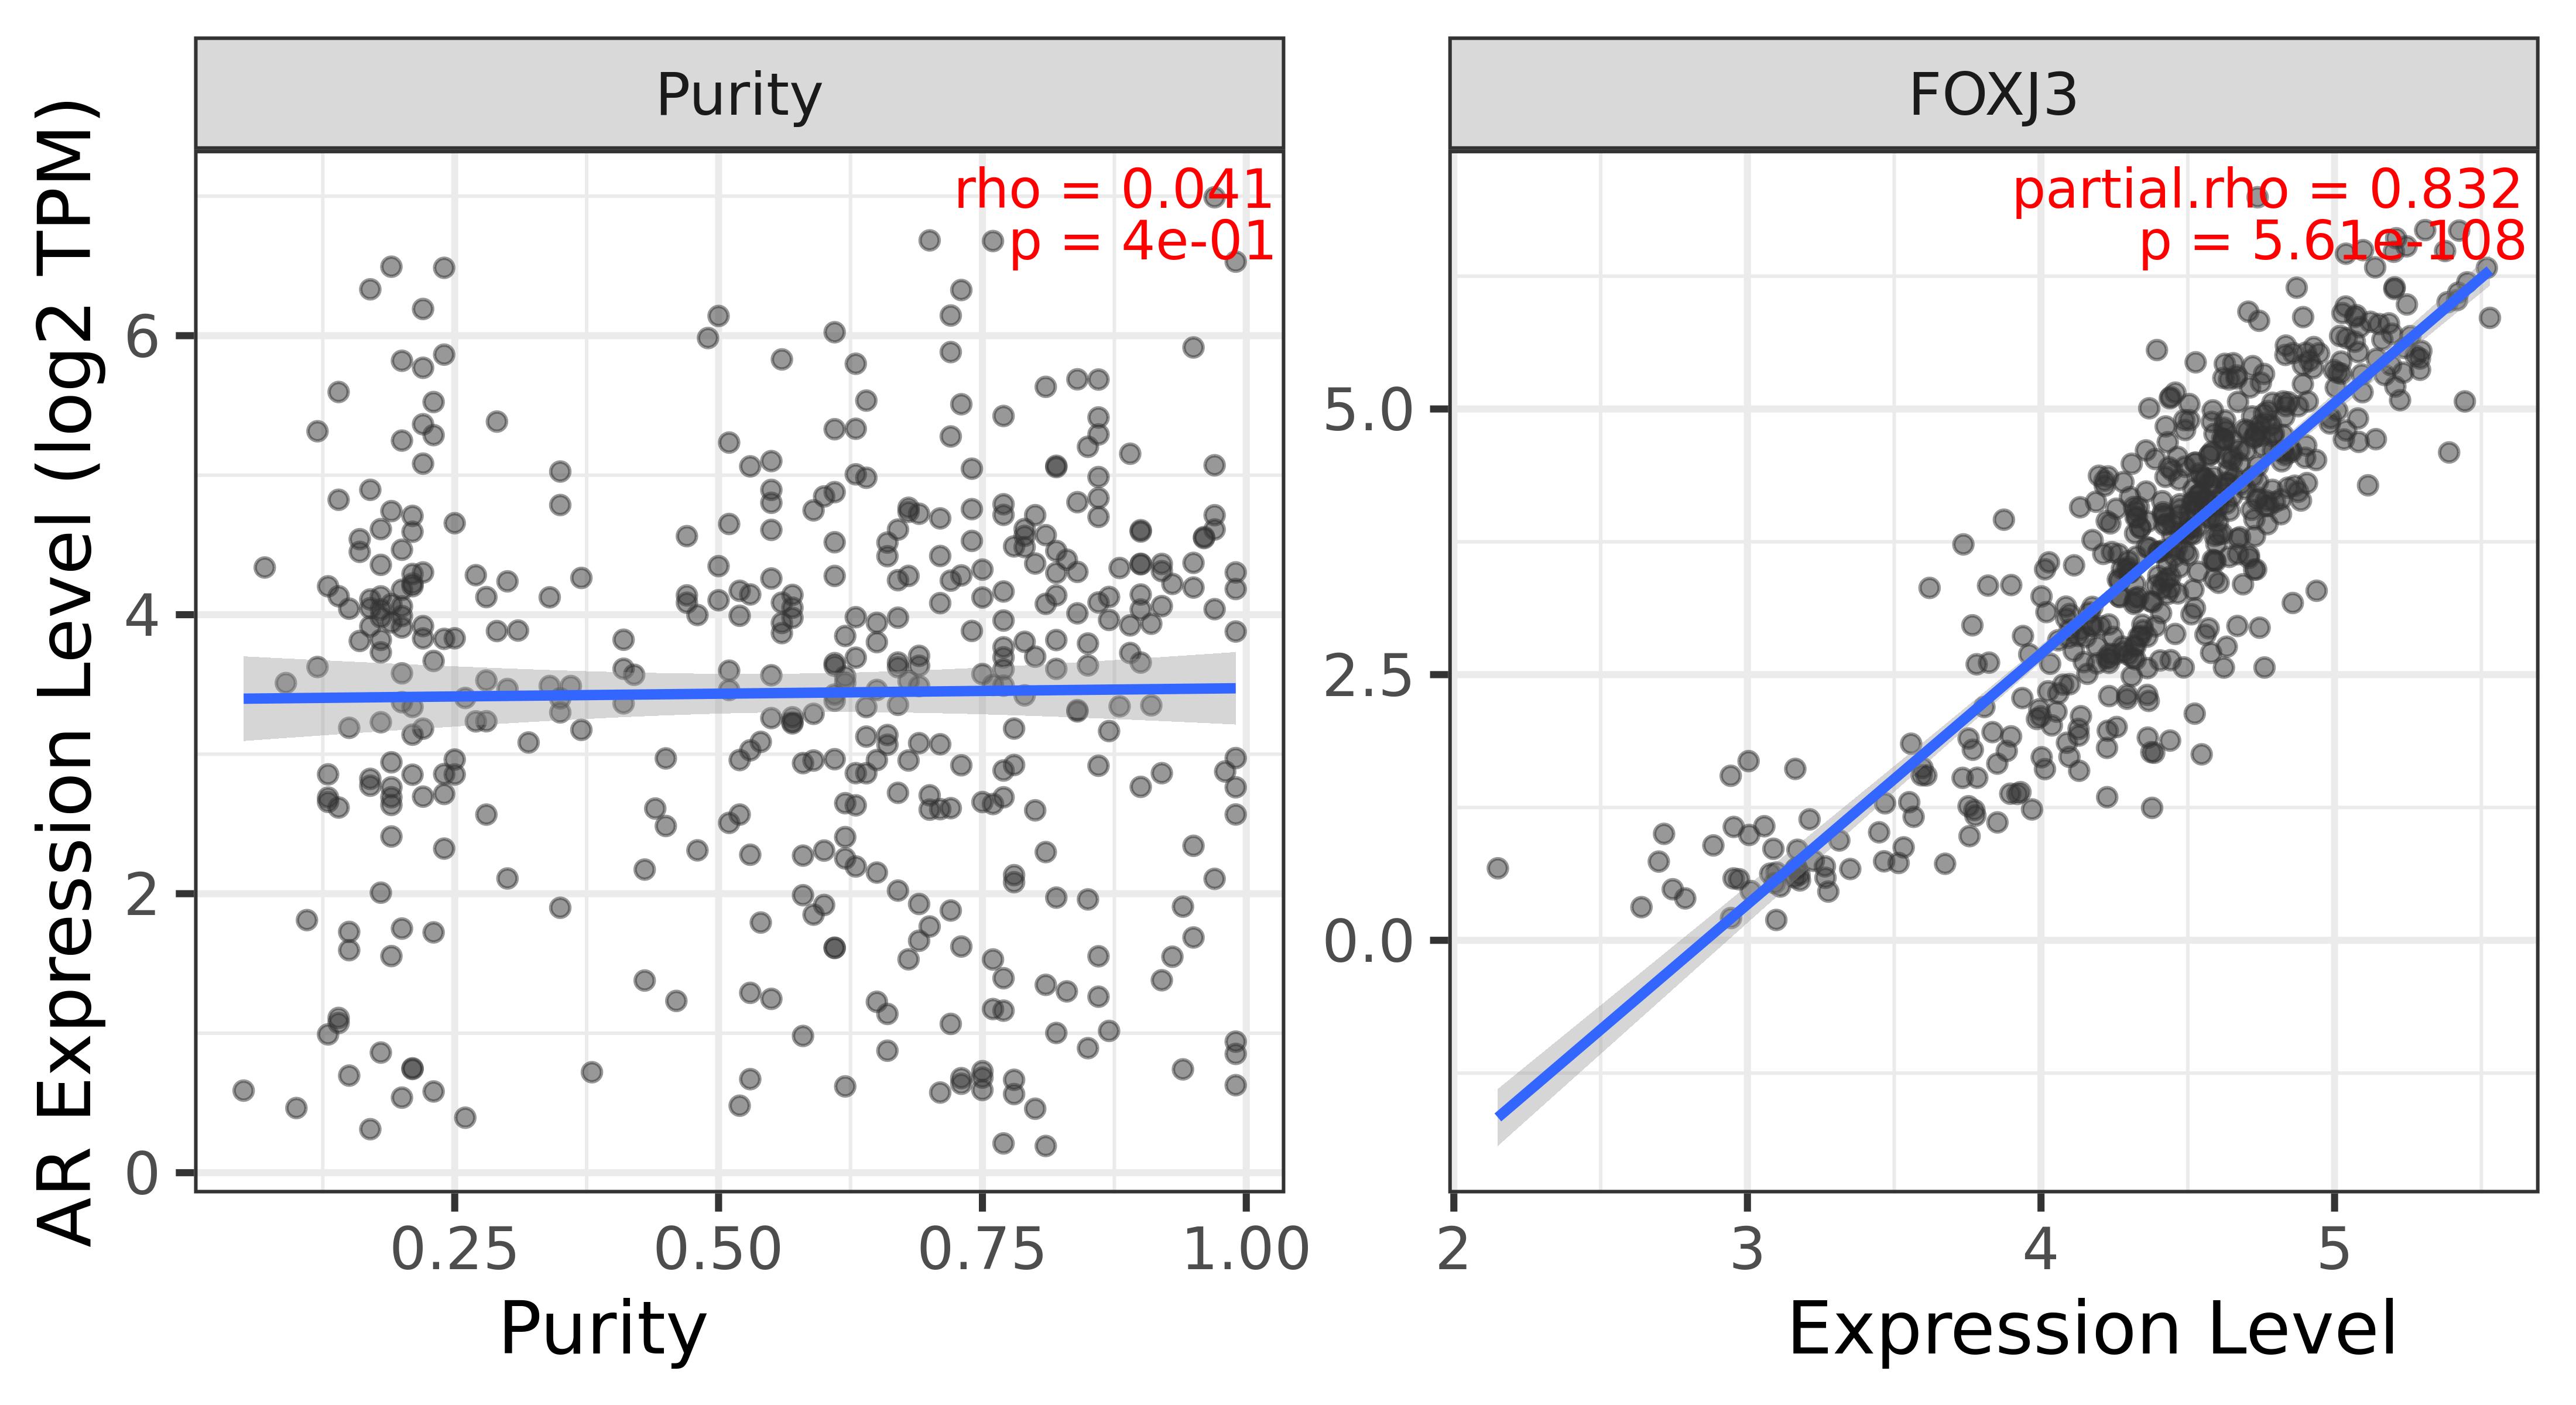 AR Expression Level (log2 TPM)
Purity
rho = 0.041
p = 4e-01
6
4
2
0
0.25 0.50 0.75 1.00
Purity
FOXJ3
partial.rho = 0.832
p = 5.61e-108
5.0
2.5
0.0
2 3 4 5
Expression Level